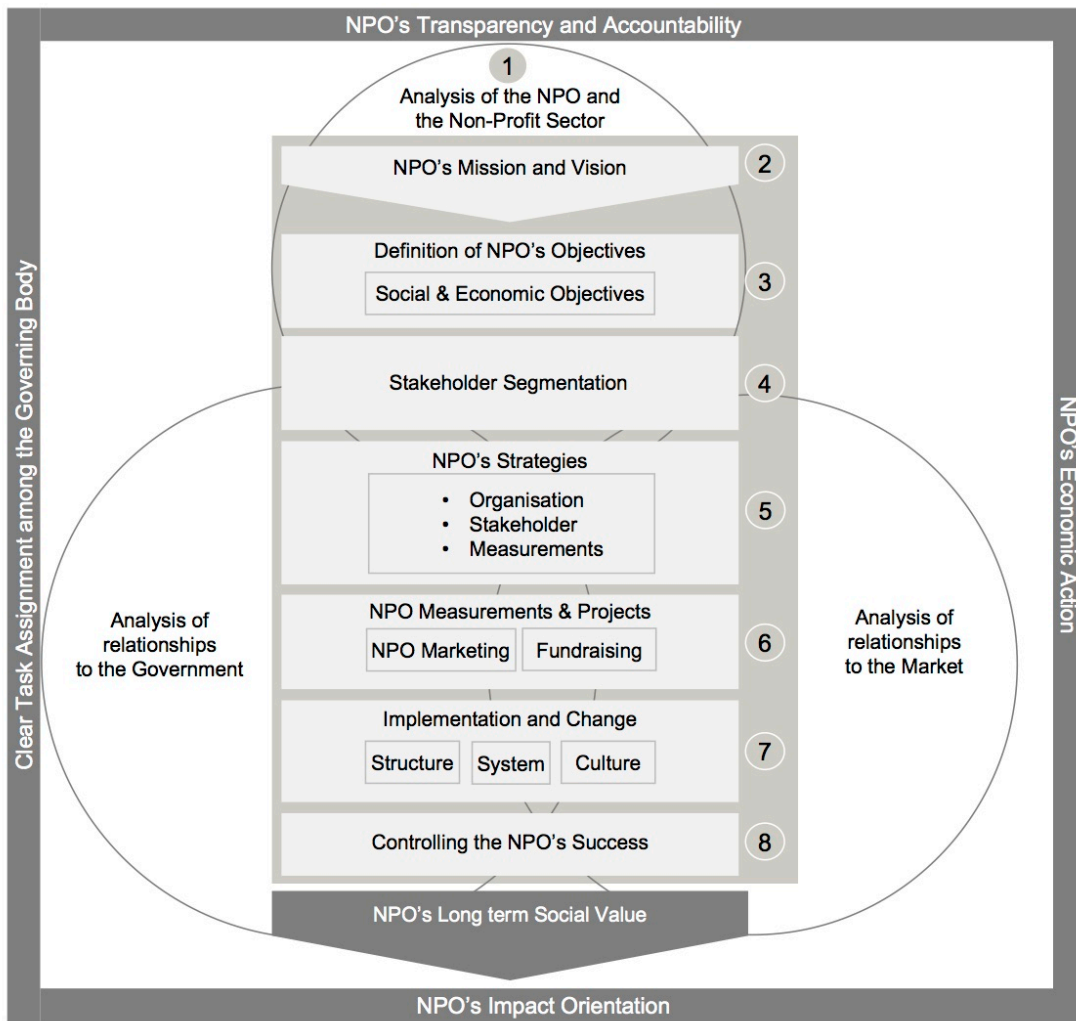 NPO's Transparency and Accountability
1
Analysis of the NPO and
the Non-Profit Sector
NPO's Mission and Vision
2
Definition of NPO's Objectives
Social & Economic Objectives
3
Stakeholder Segmentation
4
NPO's Strategies
• Organisation
• Stakeholder
• Measurements
5
NPO Measurements & Projects
NPO Marketing
Fundraising
6
Implementation and Change
Structure
System
Culture
7
Controlling the NPO's Success
8
NPO's Long term Social Value
Clear Task Assignment among the Governing Body
Analysis of
relationships
to the Government
Analysis of
relationships
to the Market
NPO's Economic Action
NPO's Impact Orientation